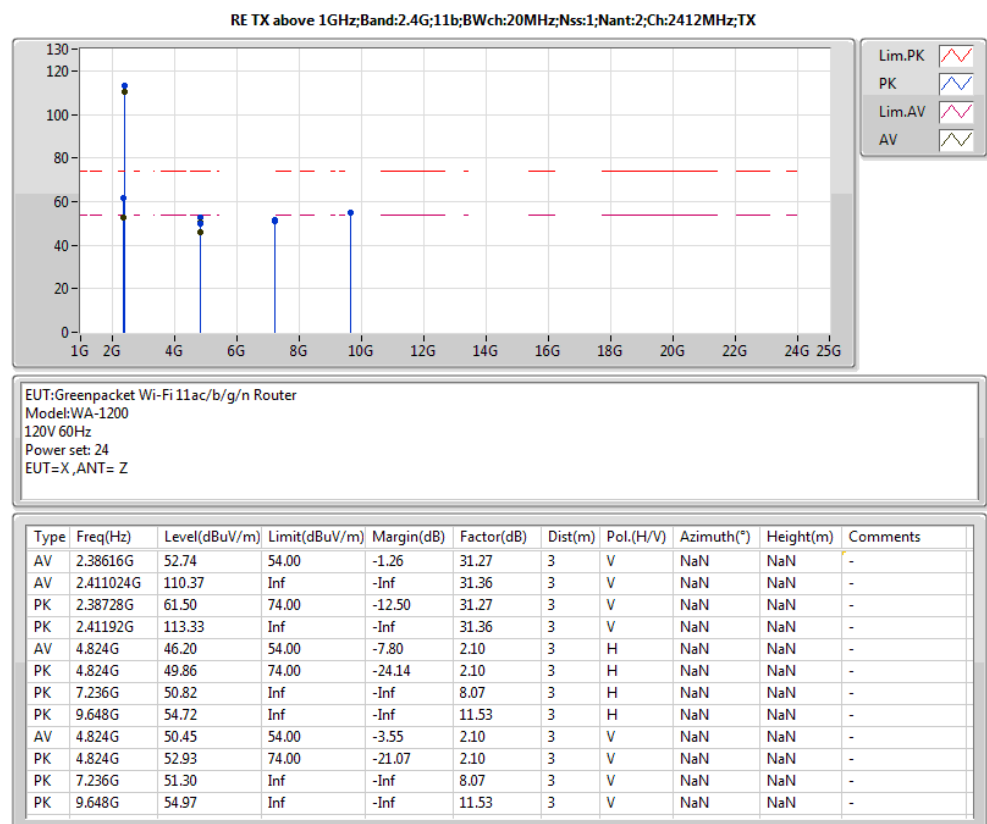 RE TX above 1GHz;Band:2.4G;11b;BWch:20MHz;Nss:1;Nant:2;Ch:2412MHz;TX
130
120
100
80
60
40
20
0
1G 2G 4G 6G 8G 10G 12G 14G 16G 18G 20G 22G 24G 25G
Lim.PK
PK
Lim.AV
AV
EUT:Greenpacket Wi-Fi 11ac/b/g/n Router
Model:WA-1200
120V 60Hz
Power set: 24
EUT=X ,ANT= Z
Type Freq(Hz) Level(dBuV/m) Limit(dBuV/m) Margin(dB) Factor(dB) Dist(m) Pol.(H/V) Azimuth(°) Height(m) Comments
AV 2.38616G 52.74 54.00 -1.26 31.27 3 V NaN NaN -
AV 2.411024G 110.37 Inf -Inf 31.36 3 V NaN NaN -
PK 2.38728G 61.50 74.00 -12.50 31.27 3 V NaN NaN -
PK 2.41192G 113.33 Inf -Inf 31.36 3 V NaN NaN -
AV 4.824G 46.20 54.00 -7.80 2.10 3 H NaN NaN -
PK 4.824G 49.86 74.00 -24.14 2.10 3 H NaN NaN -
PK 7.236G 50.82 Inf -Inf 8.07 3 H NaN NaN -
PK 9.648G 54.72 Inf -Inf 11.53 3 H NaN NaN -
AV 4.824G 50.45 54.00 -3.55 2.10 3 V NaN NaN -
PK 4.824G 52.93 74.00 -21.07 2.10 3 V NaN NaN -
PK 7.236G 51.30 Inf -Inf 8.07 3 V NaN NaN -
PK 9.648G 54.97 Inf -Inf 11.53 3 V NaN NaN -